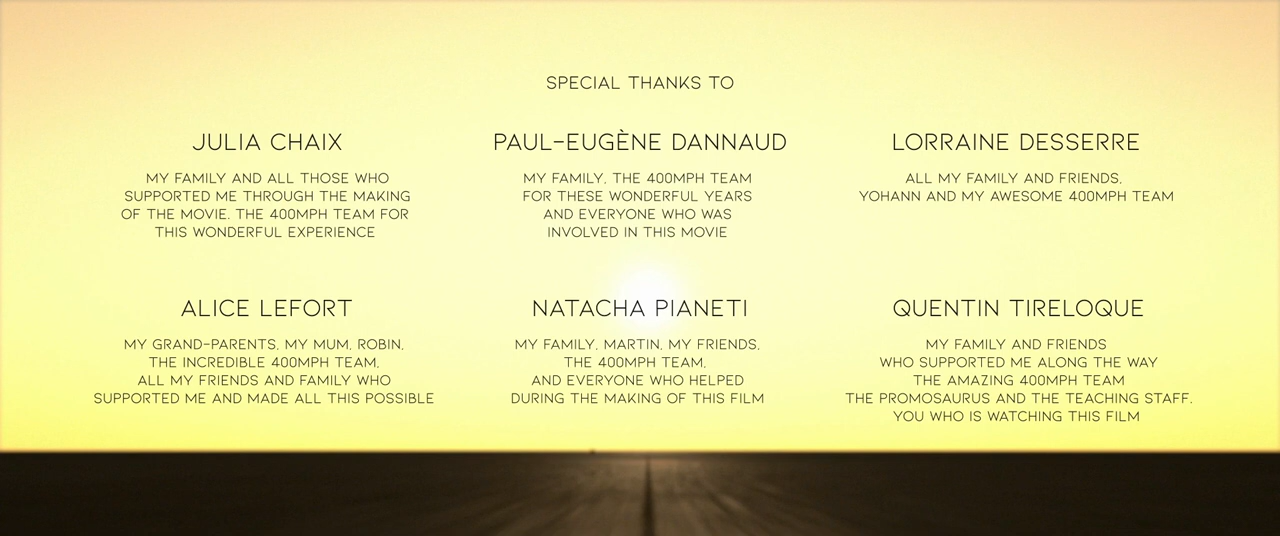 SPECIAL THANKS TO
JULIA CHAIX
MY FAMILY AND ALL THOSE WHO
SUPPORTED ME THROUGH THE MAKING
OF THE MOVIE. THE 400MPH TEAM FOR
THIS WONDERFUL EXPERIENCE
PAUL-EUGÈNE DANNAUD
MY FAMILY, THE 400MPH TEAM
FOR THESE WONDERFUL YEARS
AND EVERYONE WHO WAS
INVOLVED IN THIS MOVIE
LORRAINE DESSERRE
ALL MY FAMILY AND FRIENDS,
YOHANN AND MY AWESOME 400MPH TEAM
ALICE LEFORT
MY GRAND-PARENTS, MY MUM, ROBIN,
THE INCREDIBLE 400MPH TEAM,
ALL MY FRIENDS AND FAMILY WHO
SUPPORTED ME AND MADE ALL THIS POSSIBLE
NATACHA PIANETI
MY FAMILY, MARTIN, MY FRIENDS,
THE 400MPH TEAM,
AND EVERYONE WHO HELPED
DURING THE MAKING OF THIS FILM
QUENTIN TIRELOQUE
MY FAMILY AND FRIENDS
WHO SUPPORTED ME ALONG THE WAY
THE AMAZING 400MPH TEAM
THE PROMOSAURUS AND THE TEACHING STAFF,
YOU WHO IS WATCHING THIS FILM